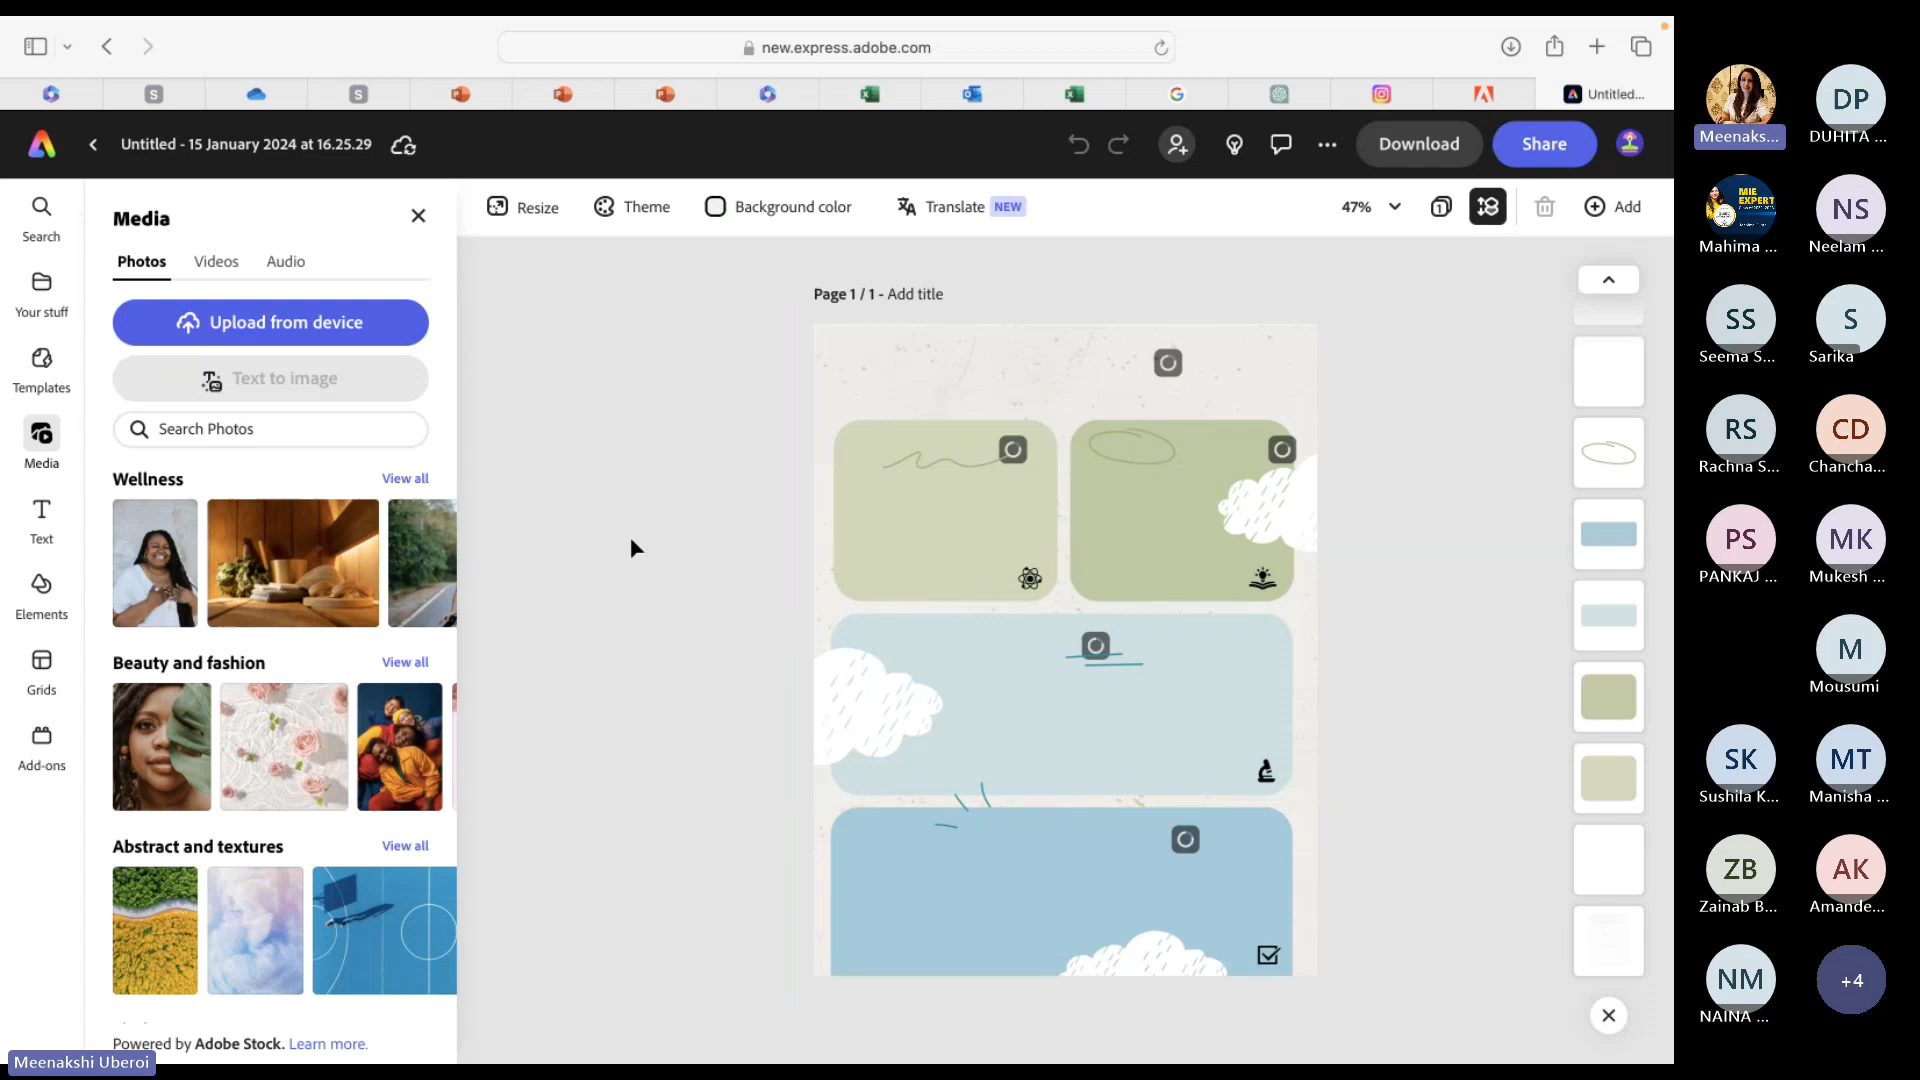 new.express.adobe.com
S
S
Untitled...
Untitled - 15 January 2024 at 16.25.29
Download
Share
Search
Your stuff
Templates
Media
Text
Elements
Grids
Add-ons
Media
Photos
Videos
Audio
Upload from device
Text to image
Search Photos
Wellness
View all
Beauty and fashion
View all
Abstract and textures
View all
Powered by Adobe Stock. Learn more.
Meenakshi Uberoi
Resize
Theme
Background color
Translate
NEW
47%
1
Add
Page 1 / 1 - Add title
Meenaks...
DP
DUHITA ...
MIE
EXPERT
Mahima ...
NS
Neelam ...
SS
Seema S...
S
Sarika
RS
Rachna S...
CD
Chancha...
PS
PANKAJ ...
MK
Mukesh ...
M
Mousumi
SK
Sushila K...
MT
Manisha ...
ZB
Zainab B...
AK
Amande...
NM
NAINA ...
+4